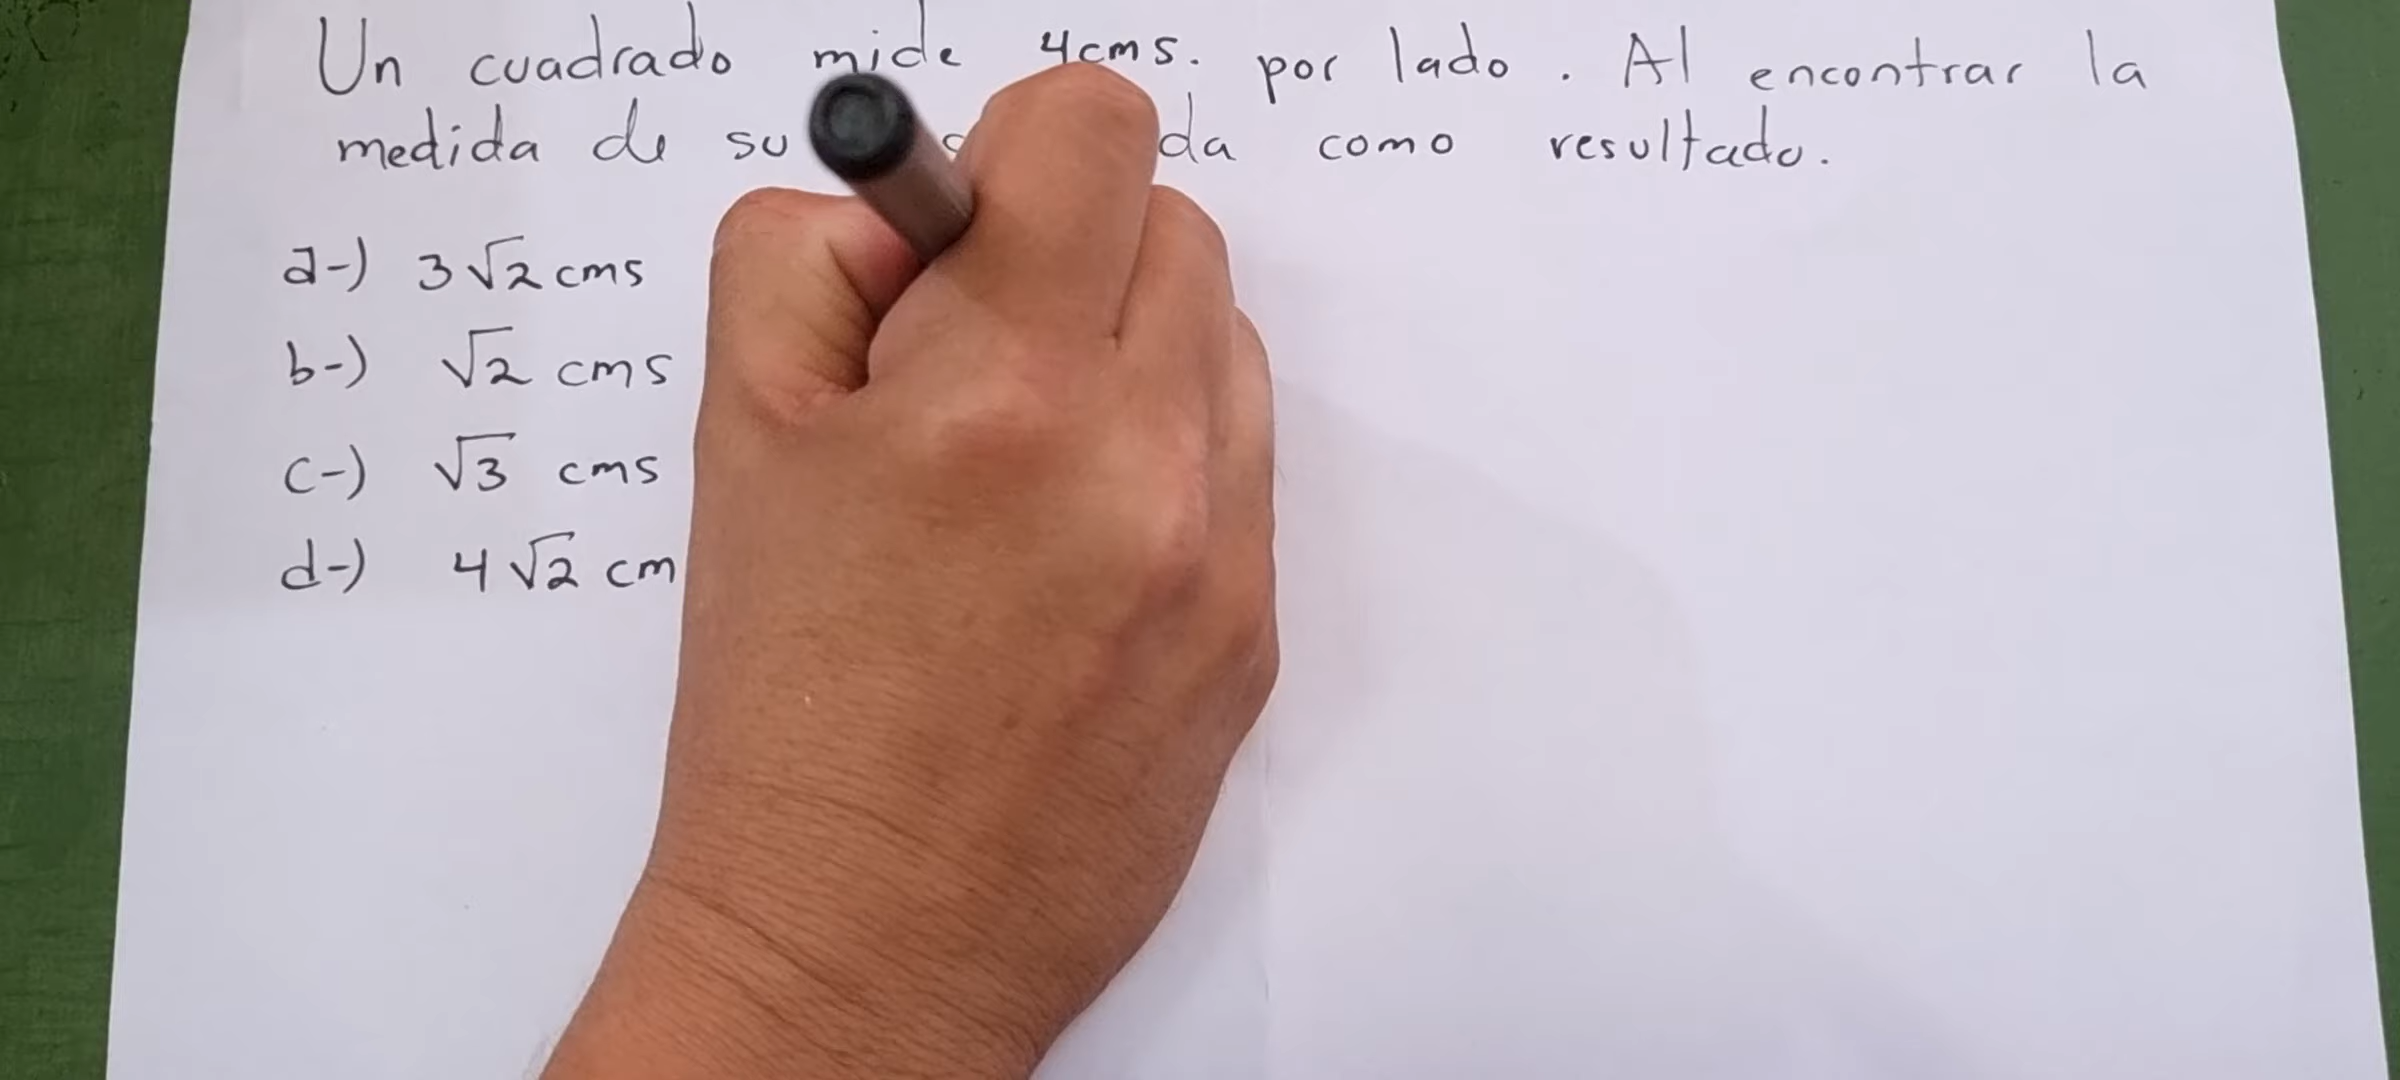 Un cuadrado mide 4cms. por lado. Al encontrar la
medida de su da como resultado.
a-) 3√2 cms
b-) √2 cms
c-) √3 cms
d-) 4√2 cm